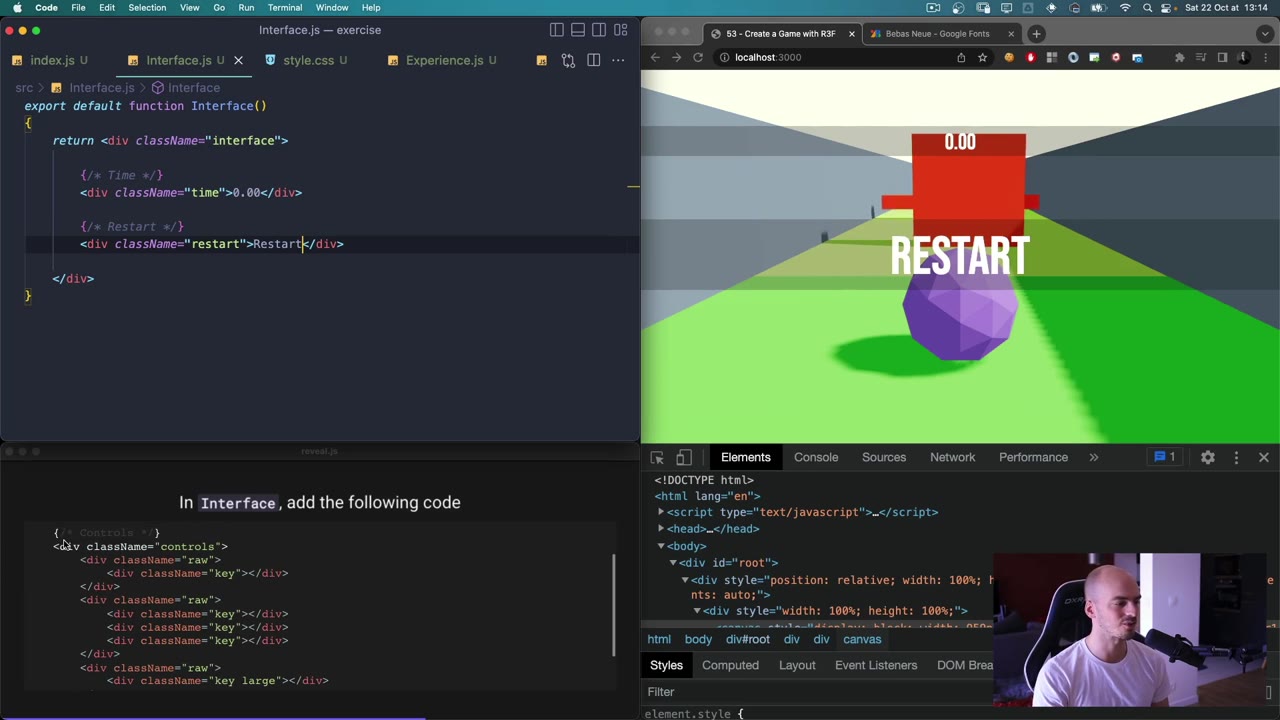 Code File Edit Selection View Go Run Terminal Window Help
Sat 22 Oct at 13:14
Interface.js — exercise
index.js U
Interface.js U
style.css U
Experience.js U
src > Interface.js > Interface
export default function Interface()
{
return <div className="interface">
{/* Time */}
<div className="time">0.00</div>
{/* Restart */}
<div className="restart">Restart</div>
</div>
}
53 - Create a Game with R3F
Bebas Neue - Google Fonts
localhost:3000
0.00
RESTART
reveal.js
In Interface, add the following code
{/* Controls */}
<div className="controls">
<div className="raw">
<div className="key"></div>
</div>
<div className="raw">
<div className="key"></div>
<div className="key"></div>
<div className="key"></div>
</div>
<div className="raw">
<div className="key large"></div>
Elements Console Sources Network Performance » 1
<!DOCTYPE html>
<html lang="en">
<script type="text/javascript">…</script>
<head>…</head>
<body>
<div id="root">
<div style="position: relative; width: 100%;
nts: auto;">
<div style="width: 100%; height: 100%;">
html body div#root div div canvas
Styles Computed Layout Event Listeners DOM Brea
Filter
element.style {